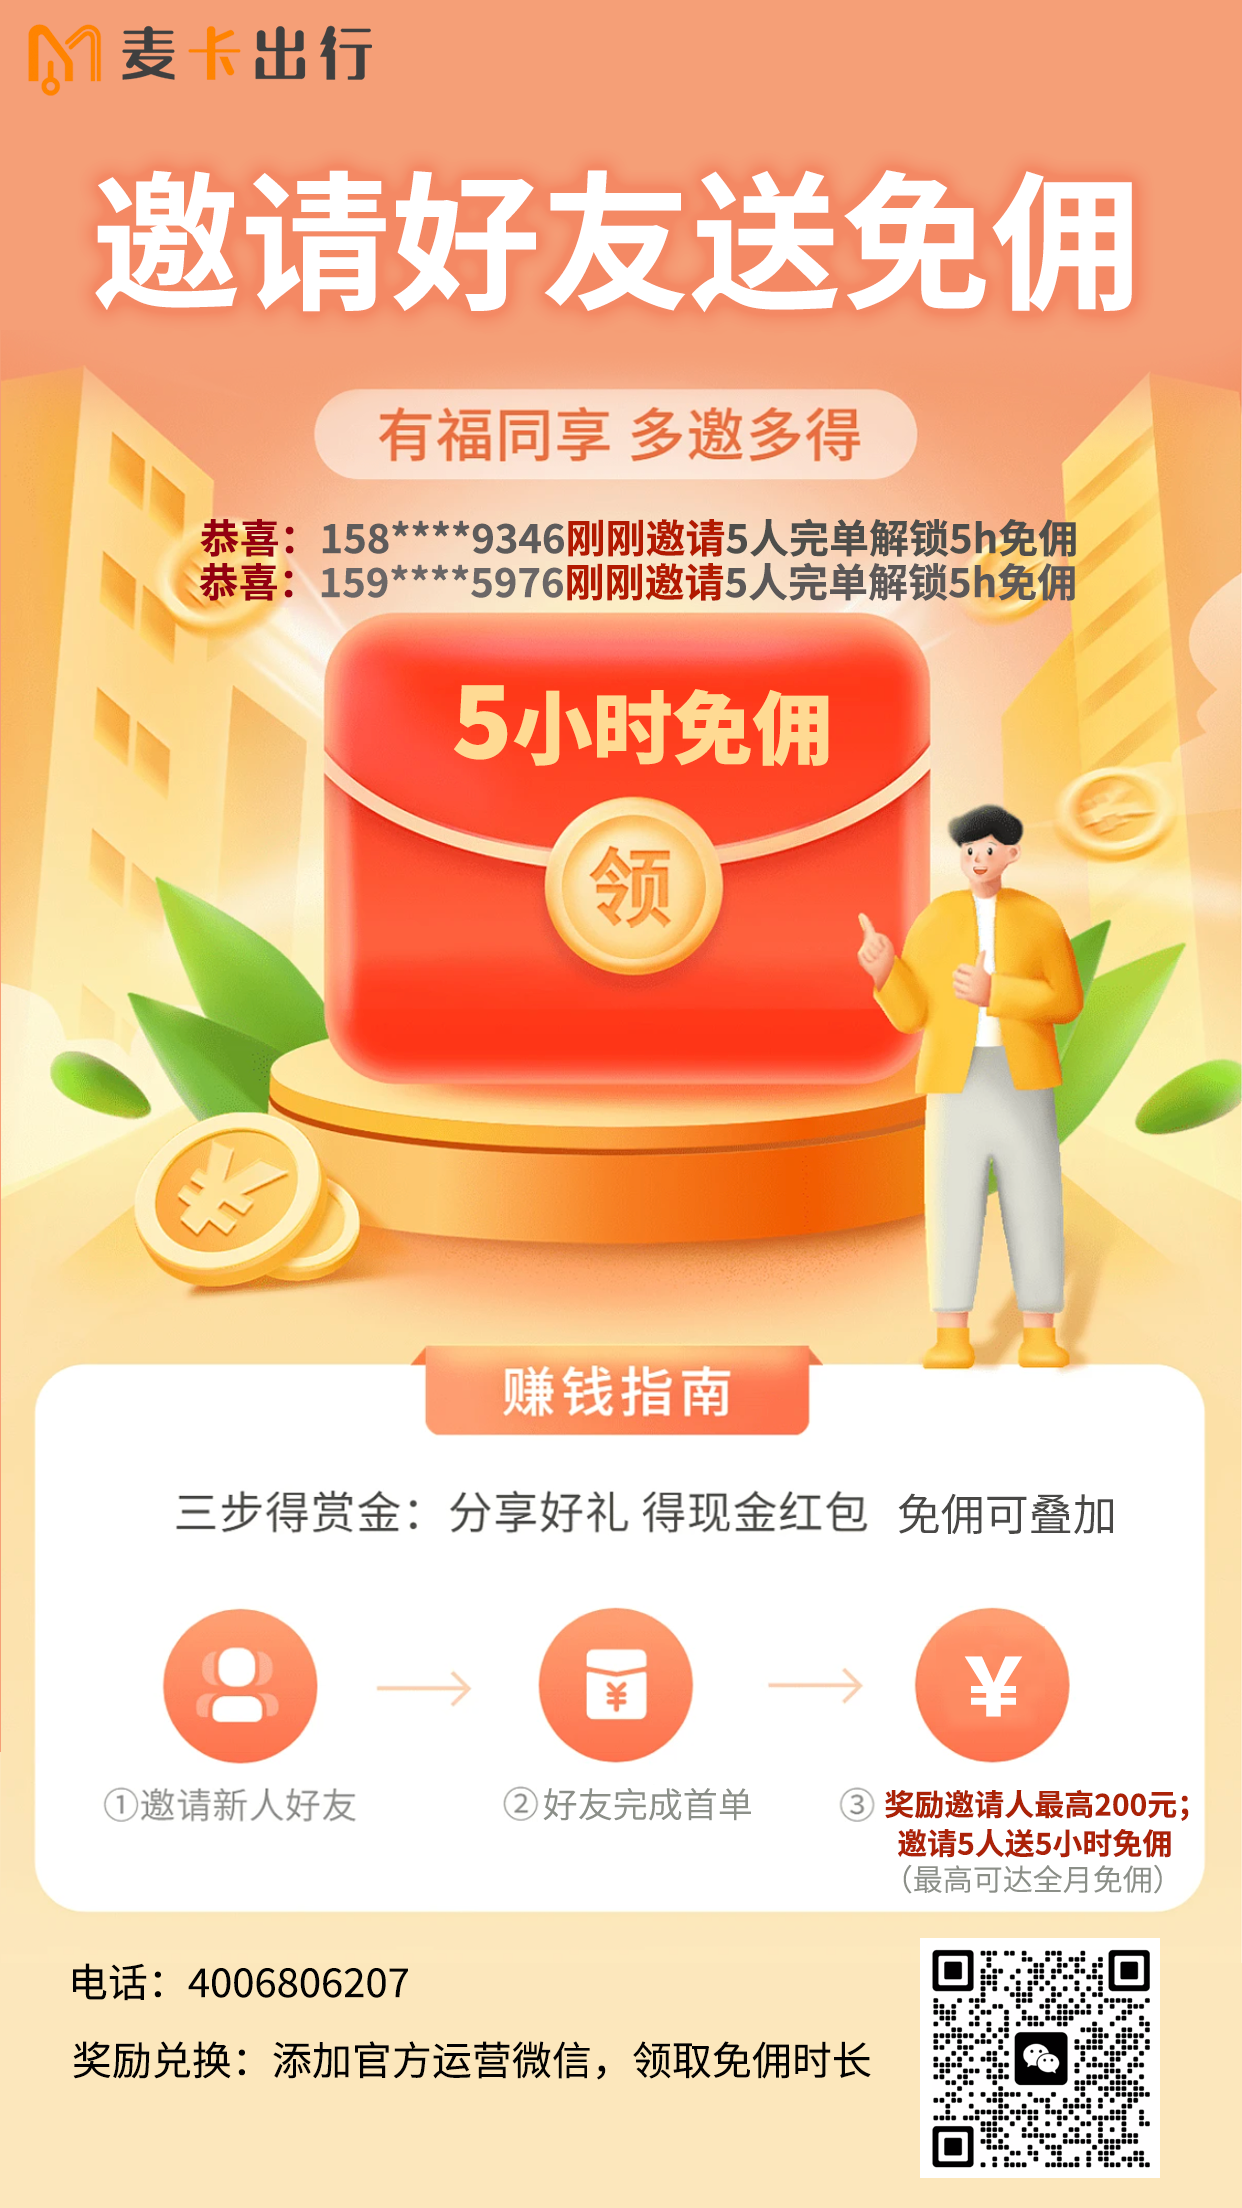 麦卡出行
邀请好友送免佣
有福同享 多邀多得
恭喜：158****9346刚刚邀请5人完单解锁5h免佣
恭喜：159****5976刚刚邀请5人完单解锁5h免佣
5小时免佣
领
赚钱指南
三步得赏金：分享好礼 得现金红包 免佣可叠加
¥
①邀请新人好友
②好友完成首单
③奖励邀请人最高200元；
邀请5人送5小时免佣
（最高可达全月免佣）
电话：4006806207
奖励兑换：添加官方运营微信，领取免佣时长